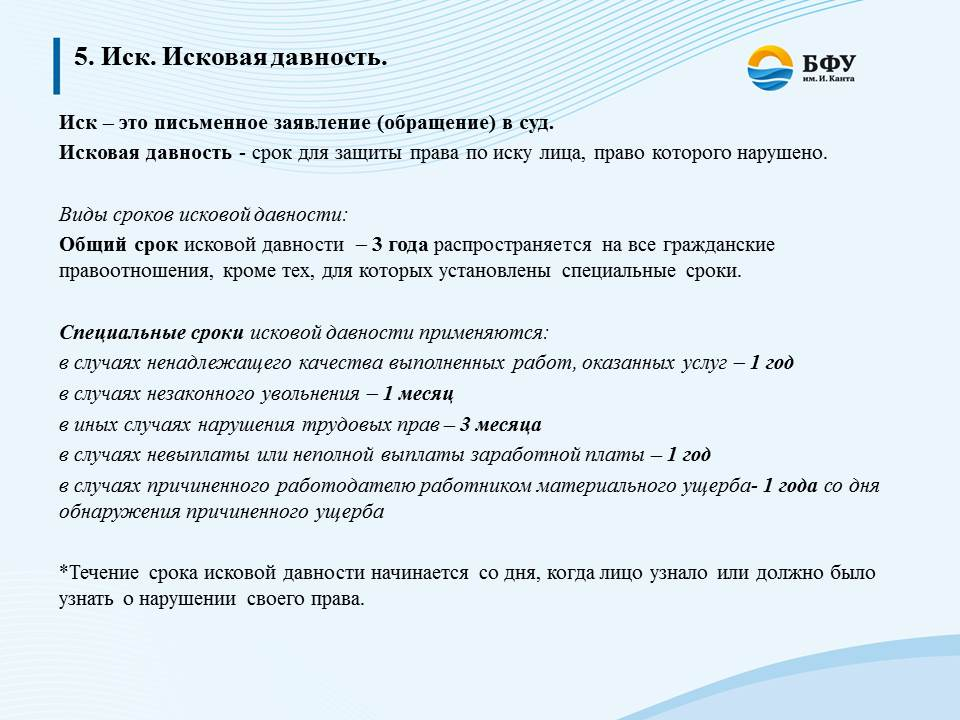 5. Иск. Исковая давность.
БФУ
им. И. Канта
Иск – это письменное заявление (обращение) в суд.
Исковая давность - срок для защиты права по иску лица, право которого нарушено.
Виды сроков исковой давности:
Общий срок исковой давности – 3 года распространяется на все гражданские
правоотношения, кроме тех, для которых установлены специальные сроки.
Специальные сроки исковой давности применяются:
в случаях ненадлежащего качества выполненных работ, оказанных услуг – 1 год
в случаях незаконного увольнения – 1 месяц
в иных случаях нарушения трудовых прав – 3 месяца
в случаях невыплаты или неполной выплаты заработной платы – 1 год
в случаях причиненного работодателю работником материального ущерба- 1 года со дня
обнаружения причиненного ущерба
*Течение срока исковой давности начинается со дня, когда лицо узнало или должно было
узнать о нарушении своего права.